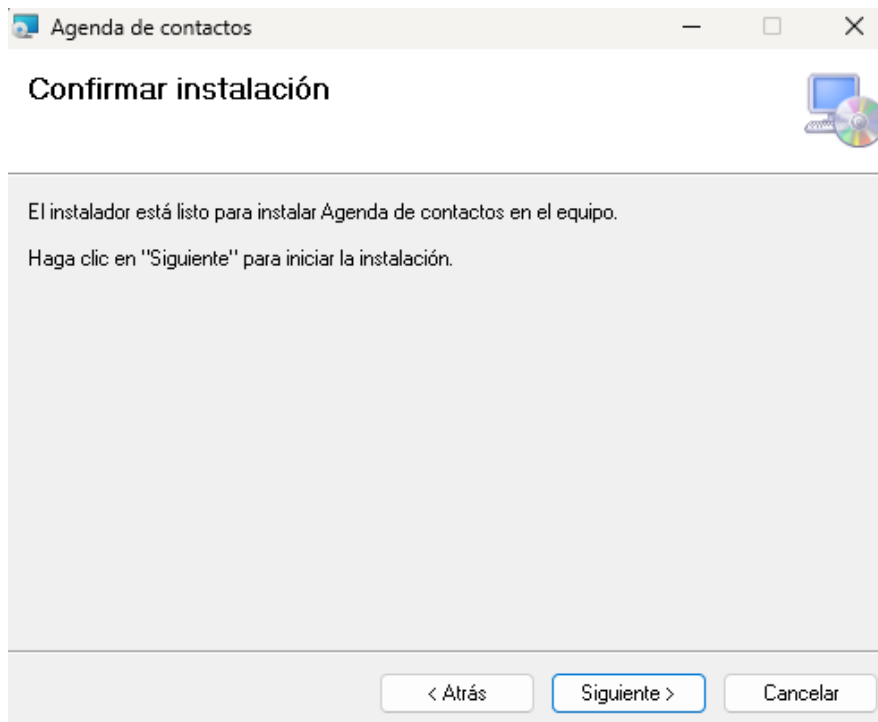 Agenda de contactos
Confirmar instalación
El instalador está listo para instalar Agenda de contactos en el equipo.
Haga clic en "Siguiente" para iniciar la instalación.
< Atrás
Siguiente >
Cancelar